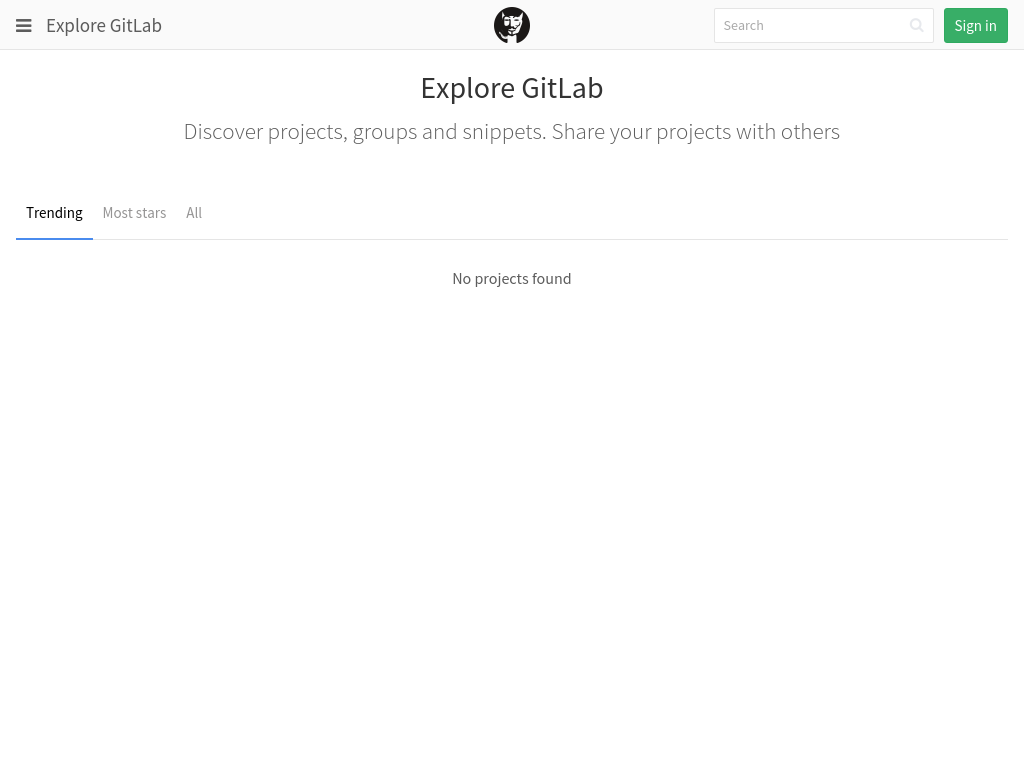 Explore GitLab
Search
Sign in
Explore GitLab
Discover projects, groups and snippets. Share your projects with others
Trending
Most stars
All
No projects found